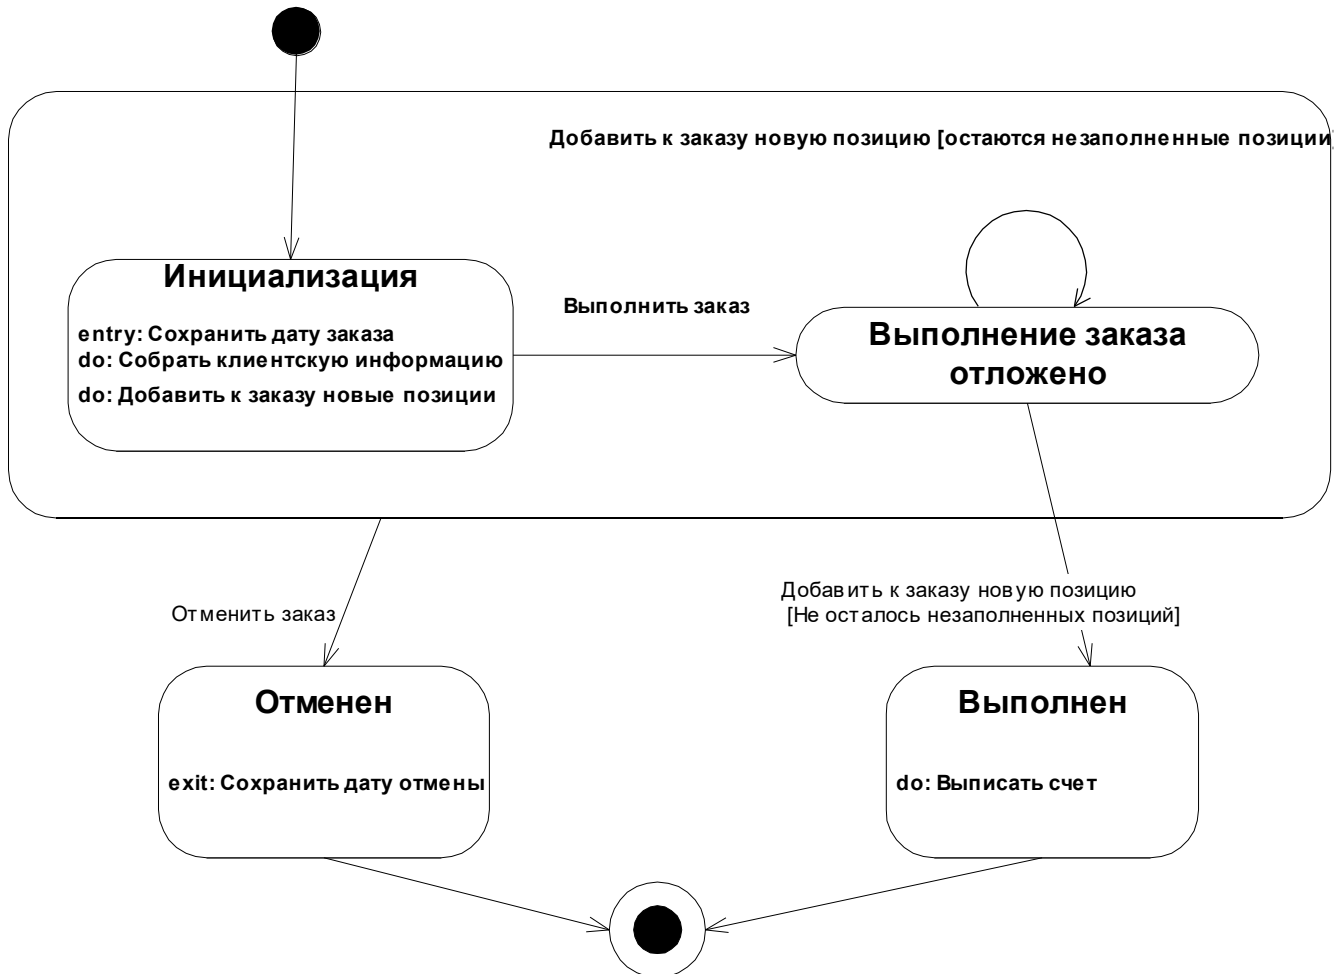 Добавить к заказу новую позицию [остаются незаполненные позиции]
Инициализация
entry: Сохранить дату заказа
do: Собрать клиентскую информацию
do: Добавить к заказу новые позиции
Выполнить заказ
Выполнение заказа
отложено
Отменить заказ
Добавить к заказу новую позицию
[Не осталось незаполненных позиций]
Отменен
exit: Сохранить дату отмены
Выполнен
do: Выписать счет